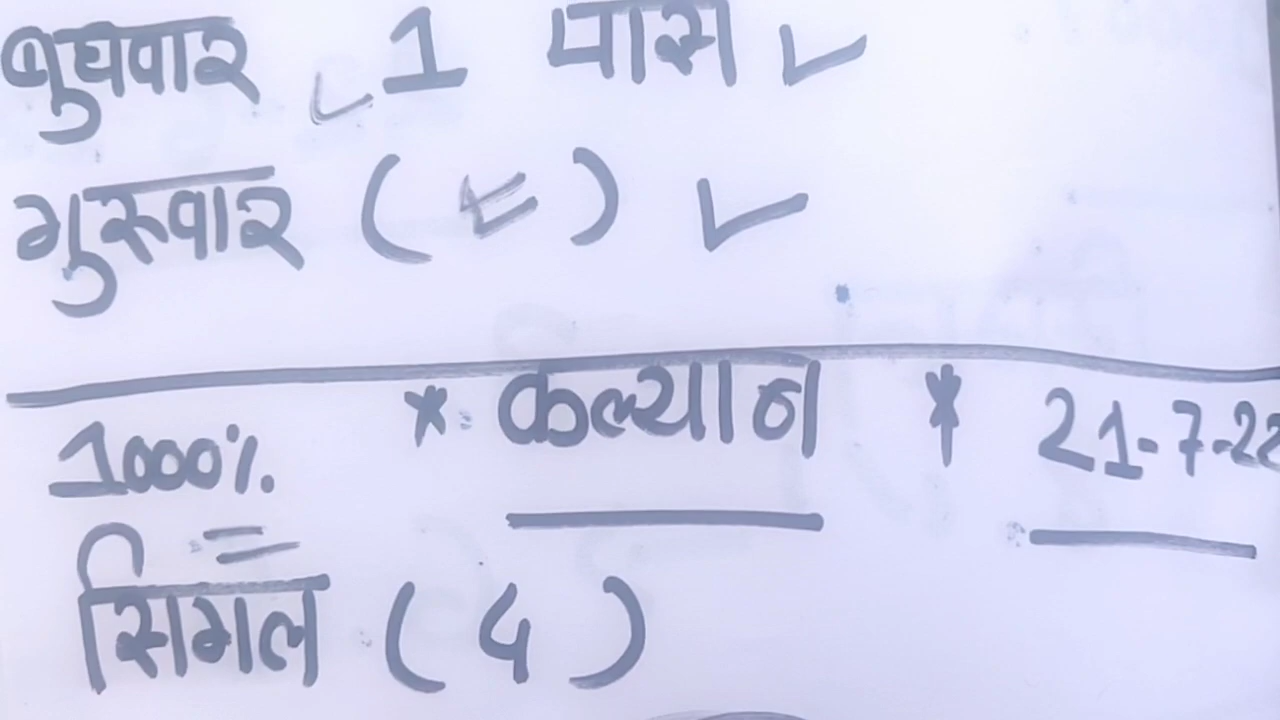 बुधवार ✓ 1 पास ✓
गुरुवार ( ) ✓
* कल्याण *
1000%. 21-7-22
सिंगल ( 4 )